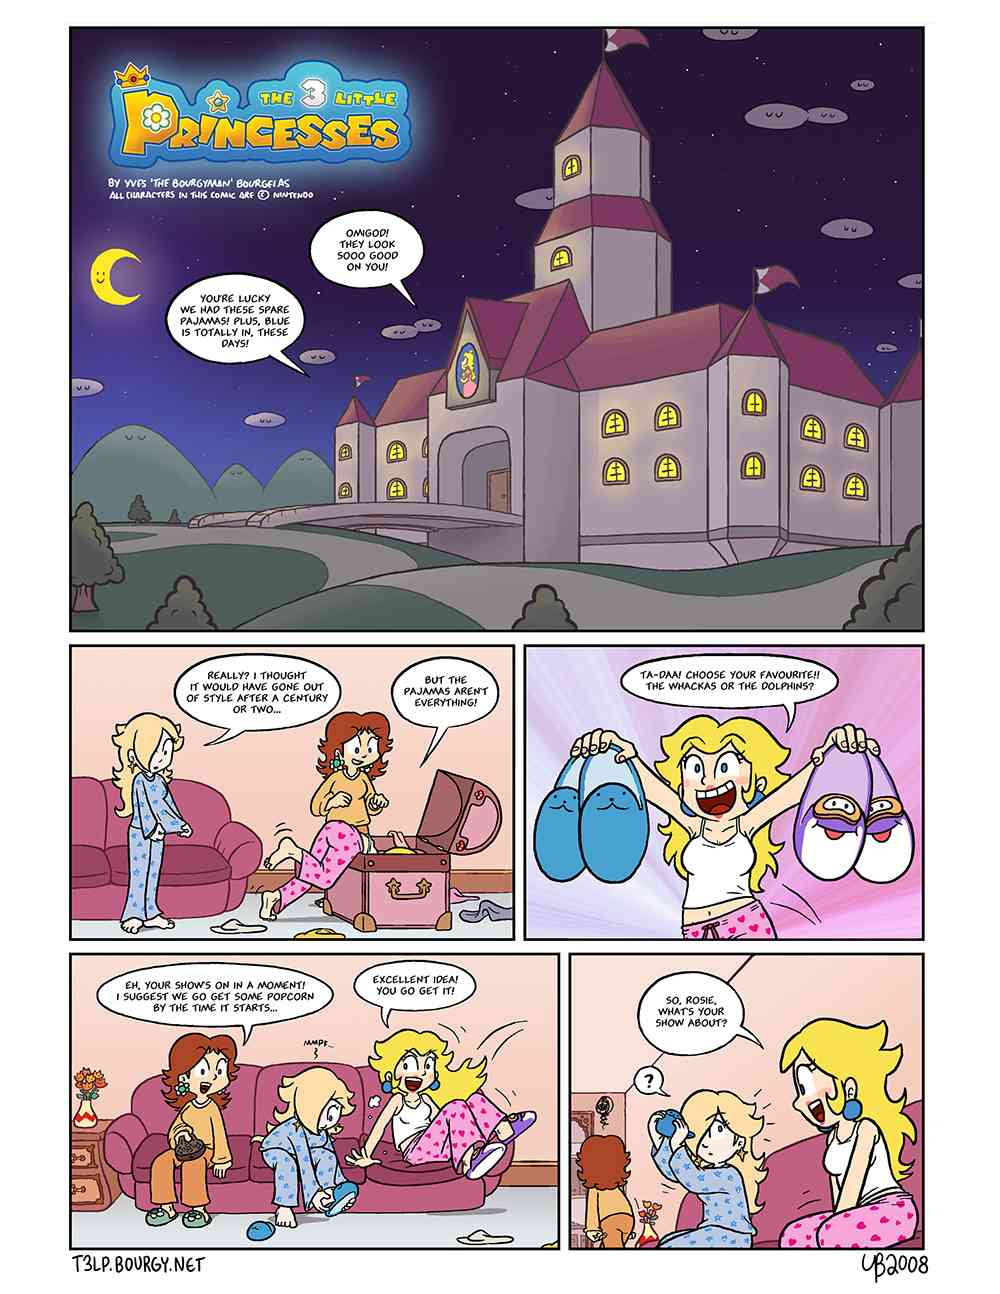 THE 3 LITTLE
PRINCESSES
BY YVES 'THE BOURGYMAN' BOURGELAS
ALL CHARACTERS IN THIS COMIC ARE © NINTENDO
OMIGOD!
THEY LOOK
SOOO GOOD
ON YOU!
YOU'RE LUCKY
WE HAD THESE SPARE
PAJAMAS! PLUS, BLUE
IS TOTALLY IN, THESE
DAYS!
REALLY? I THOUGHT
IT WOULD HAVE GONE OUT
OF STYLE AFTER A CENTURY
OR TWO...
BUT THE
PAJAMAS AREN'T
EVERYTHING!
TA-DAA! CHOOSE YOUR FAVOURITE!!
THE WHACKAS OR THE DOLPHINS?
EH, YOUR SHOW'S ON IN A MOMENT!
I SUGGEST WE GO GET SOME POPCORN
BY THE TIME IT STARTS...
MMPF...
EXCELLENT IDEA!
YOU GO GET IT!
SO, ROSIE,
WHAT'S YOUR
SHOW ABOUT?
?
T3LP.BOURGY.NET
YB2008